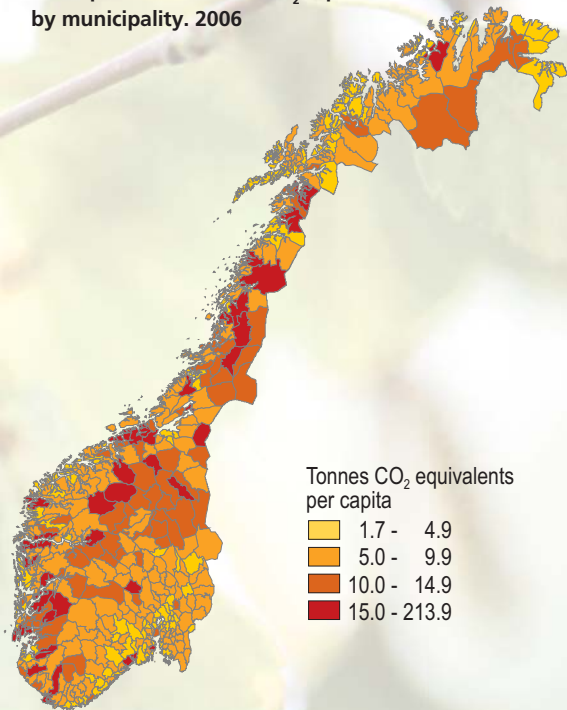 by municipality. 2006
Tonnes CO₂ equivalents
per capita
1.7 - 4.9
5.0 - 9.9
10.0 - 14.9
15.0 - 213.9